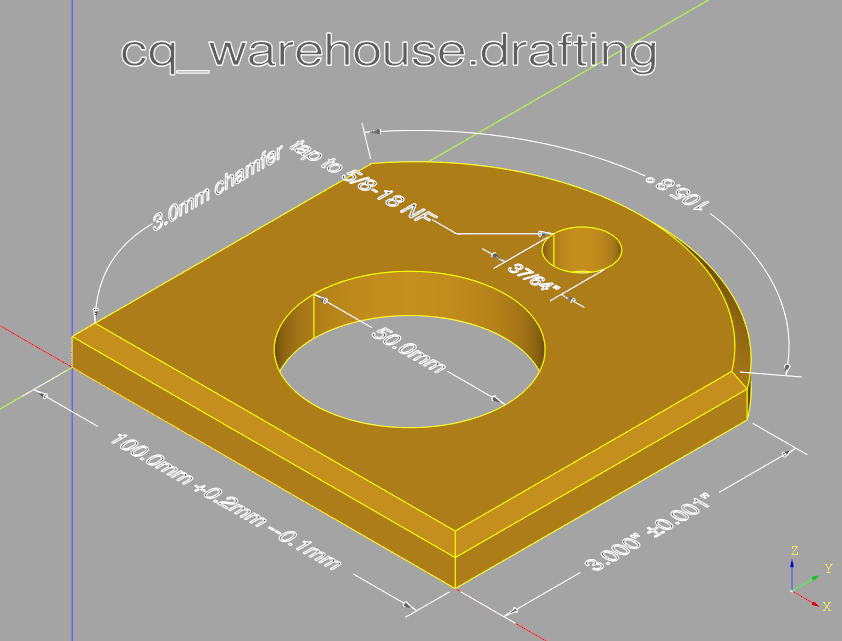 cq_warehouse.drafting
3.0mm chamfer
tap to 5/8-18 NF
105.8°
37/64"
50.0mm
100.0mm +0.2mm --0.1mm
3.000" ±0.001"
Z
Y
X